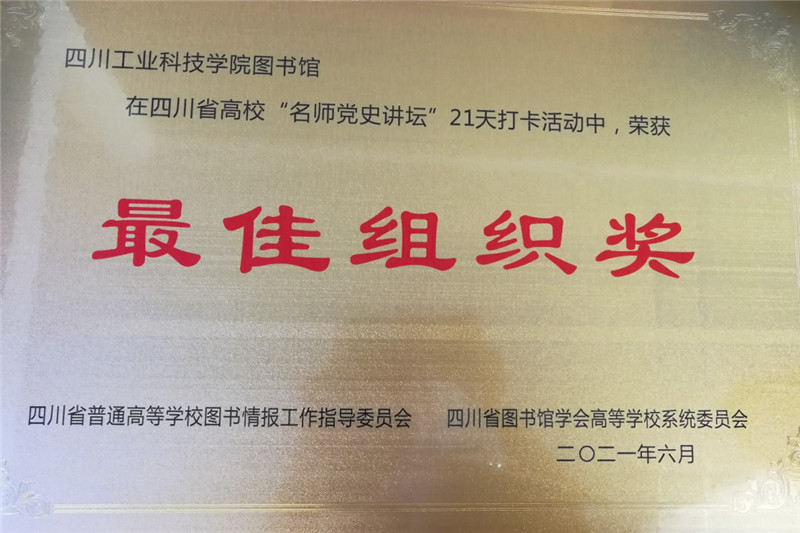 四川工业科技学院图书馆
在四川省高校“名师党史讲坛”21天打卡活动中，荣获
最佳组织奖
四川省普通高等学校图书情报工作指导委员会 四川省图书馆学会高等学校系统委员会
二〇二一年六月